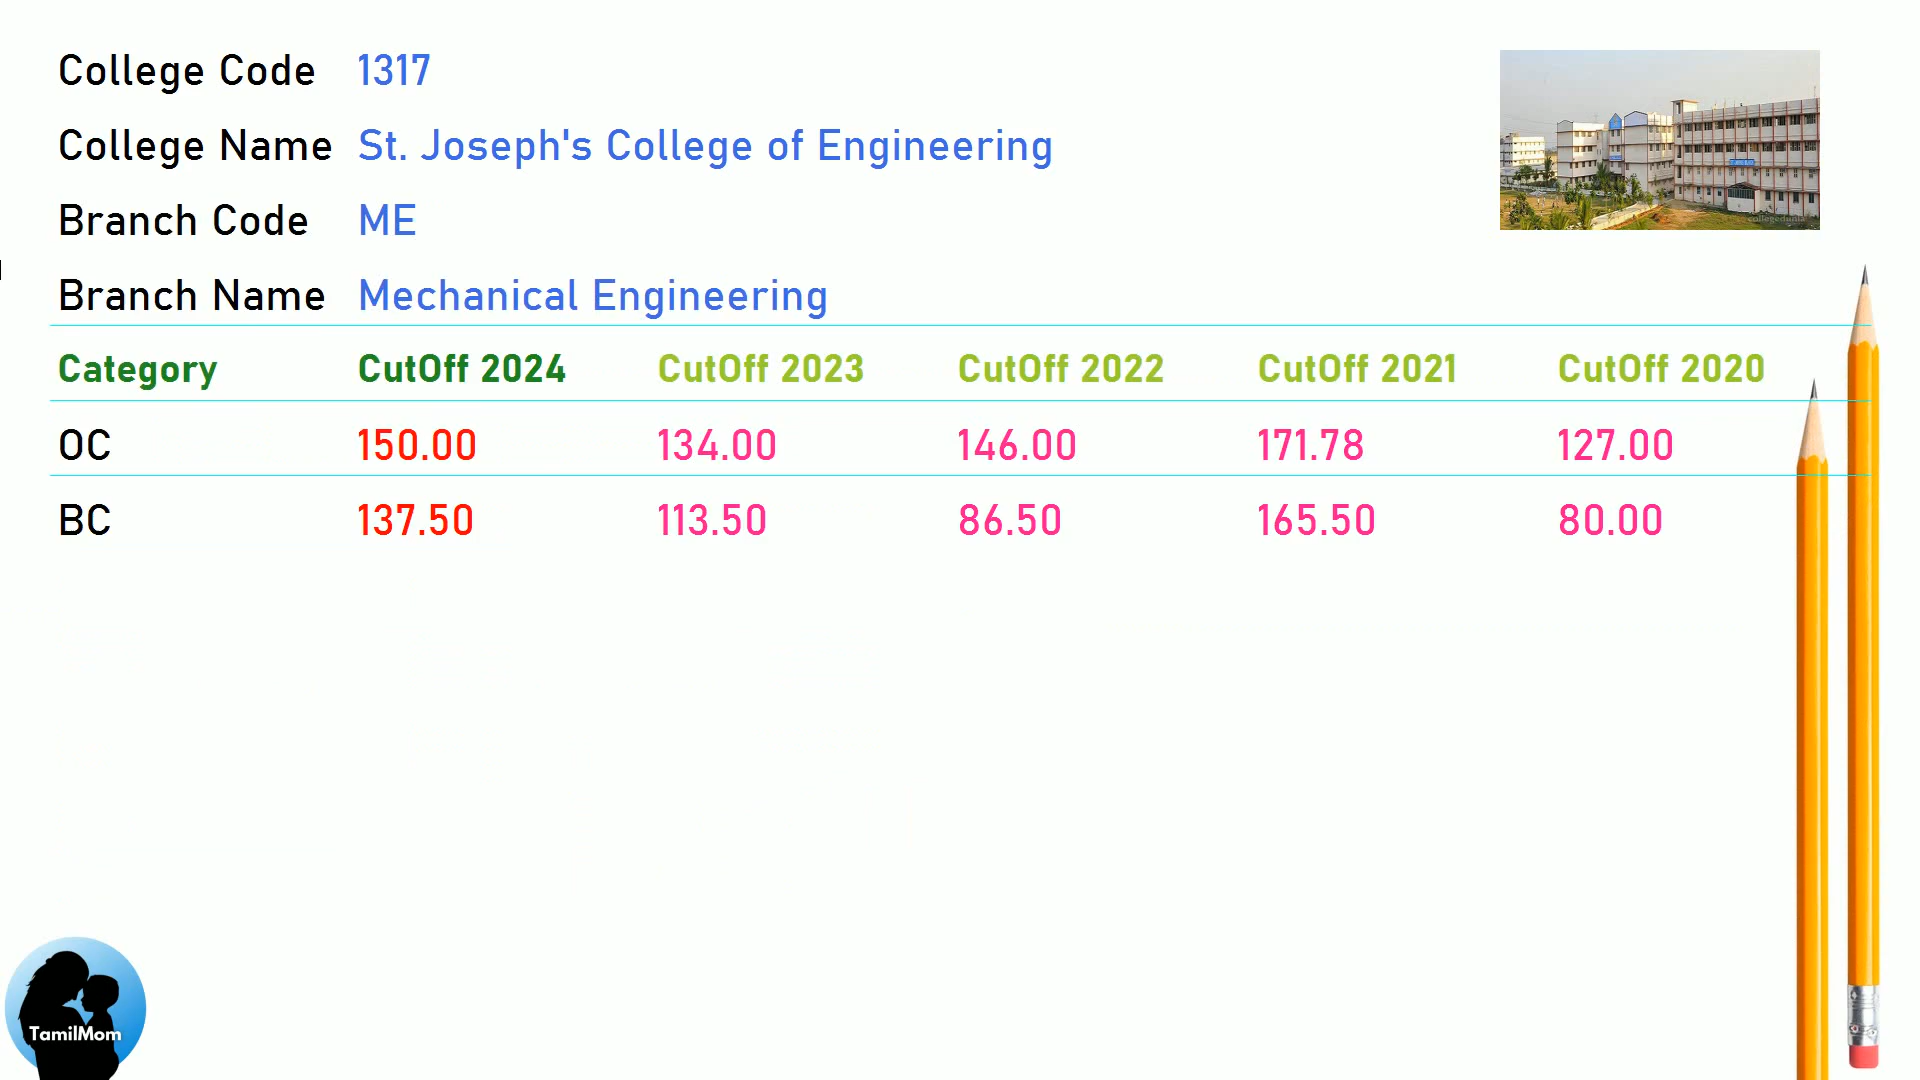 College Code 1317
College Name St. Joseph's College of Engineering
Branch Code ME
Branch Name Mechanical Engineering
Category CutOff 2024 CutOff 2023 CutOff 2022 CutOff 2021 CutOff 2020
OC 150.00 134.00 146.00 171.78 127.00
BC 137.50 113.50 86.50 165.50 80.00
TamilMom